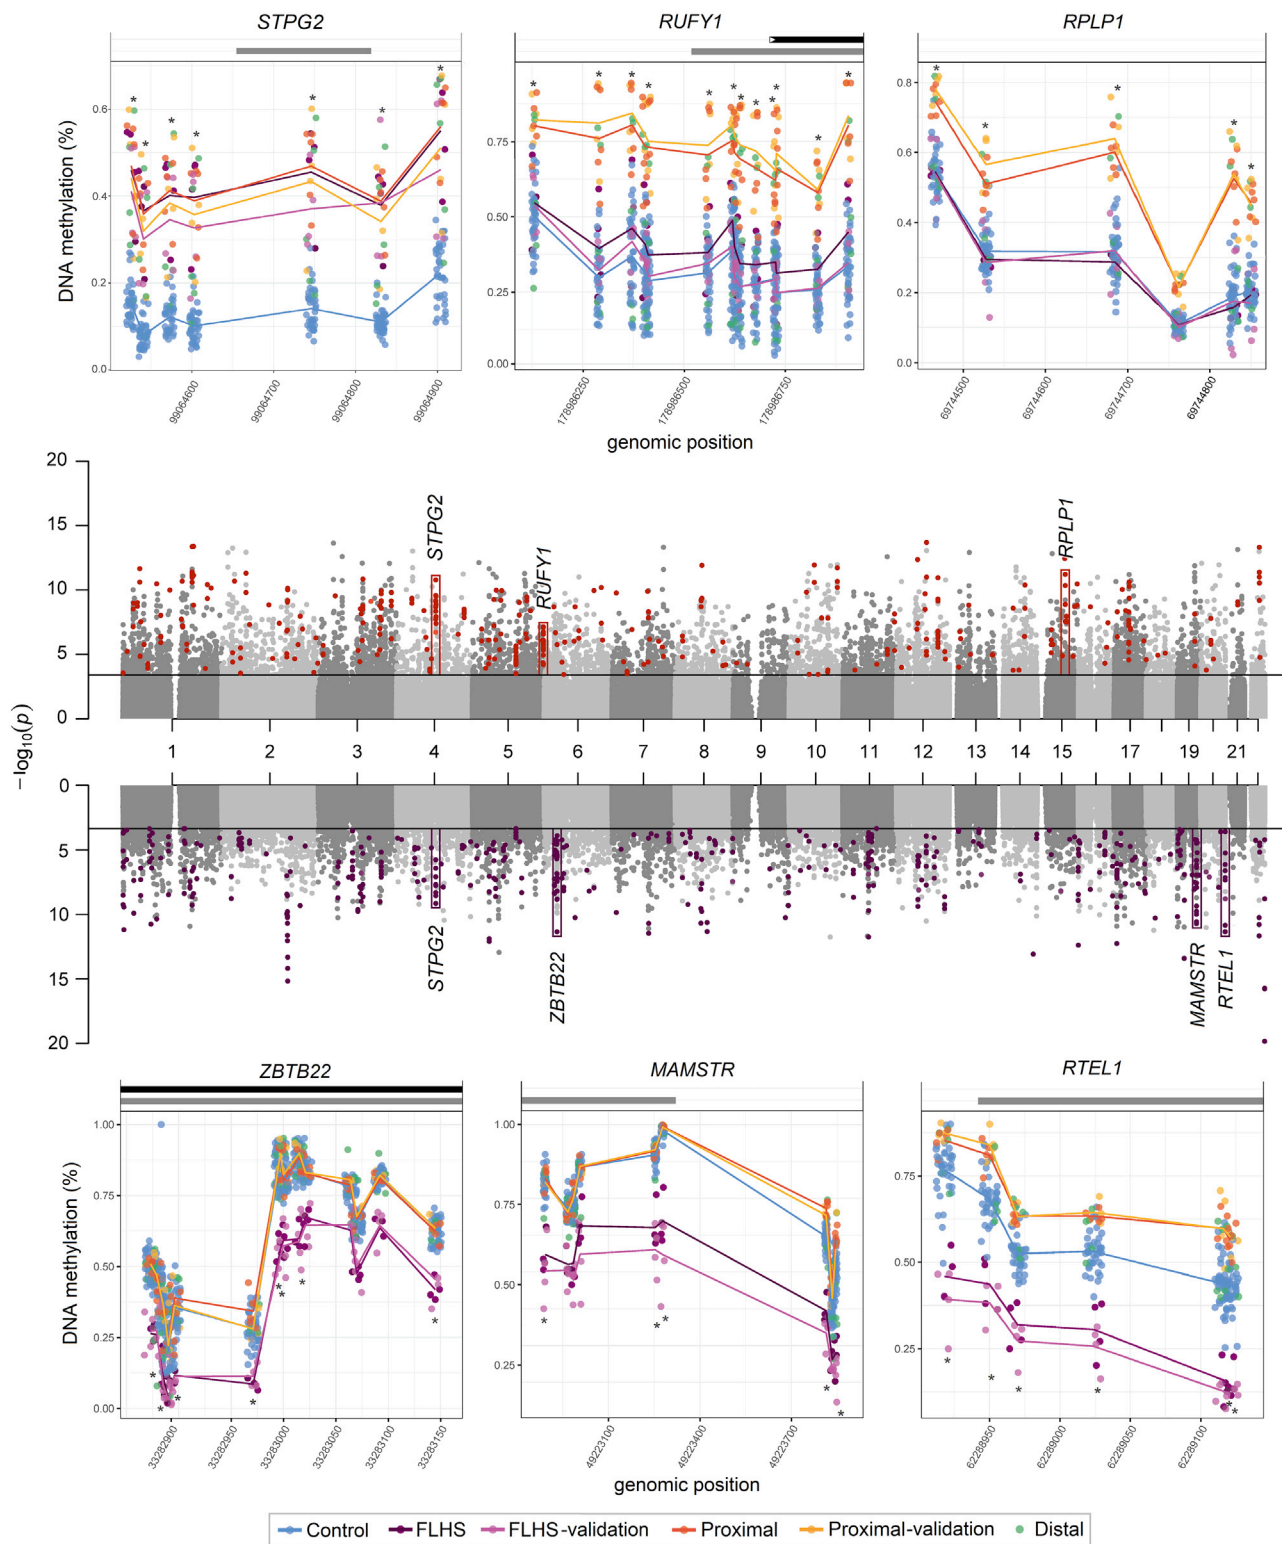 STPG2 RUFY1 RPLP1
DNA methylation (%)
0.6
0.4
0.2
0.0
0.75
0.50
0.25
0.00
0.8
0.6
0.4
0.2
0.0
* * * * * * *
* * * * * * * * * * *
* * * * *
99064600 99064700 99064800 99064900
178986250 178986500 178986750
69744500 69744600 69744700 69744800
genomic position
20
15
10
5
0
STPG2
RUFY1
RPLP1
−log10(p)
1 2 3 4 5 6 7 8 9 10 11 12 13 14 15 17 19 21
0
5
10
15
20
STPG2
ZBTB22
MAMSTR
RTEL1
ZBTB22 MAMSTR RTEL1
DNA methylation (%)
1.00
0.75
0.50
0.25
0.00
1.00
0.75
0.50
0.25
0.75
0.50
0.25
* * * * * * * *
* * * * *
* * * * * *
33282900 33282950 33283000 33283050 33283100 33283150
49223100 49223400 49223700
62288950 62289000 62289050 62289100
genomic position
Control FLHS FLHS-validation Proximal Proximal-validation Distal